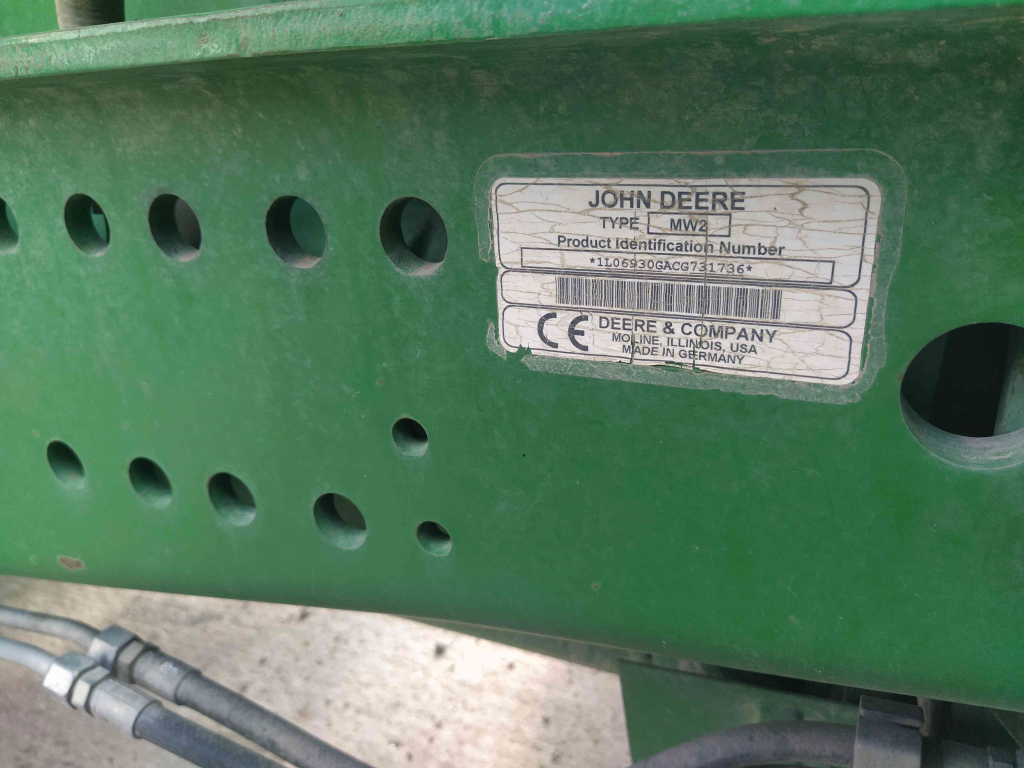 JOHN DEERE
TYPE MW2
Product Identification Number
*1L06930GACG731736*
CE DEERE & COMPANY
MOLINE, ILLINOIS, USA
MADE IN GERMANY